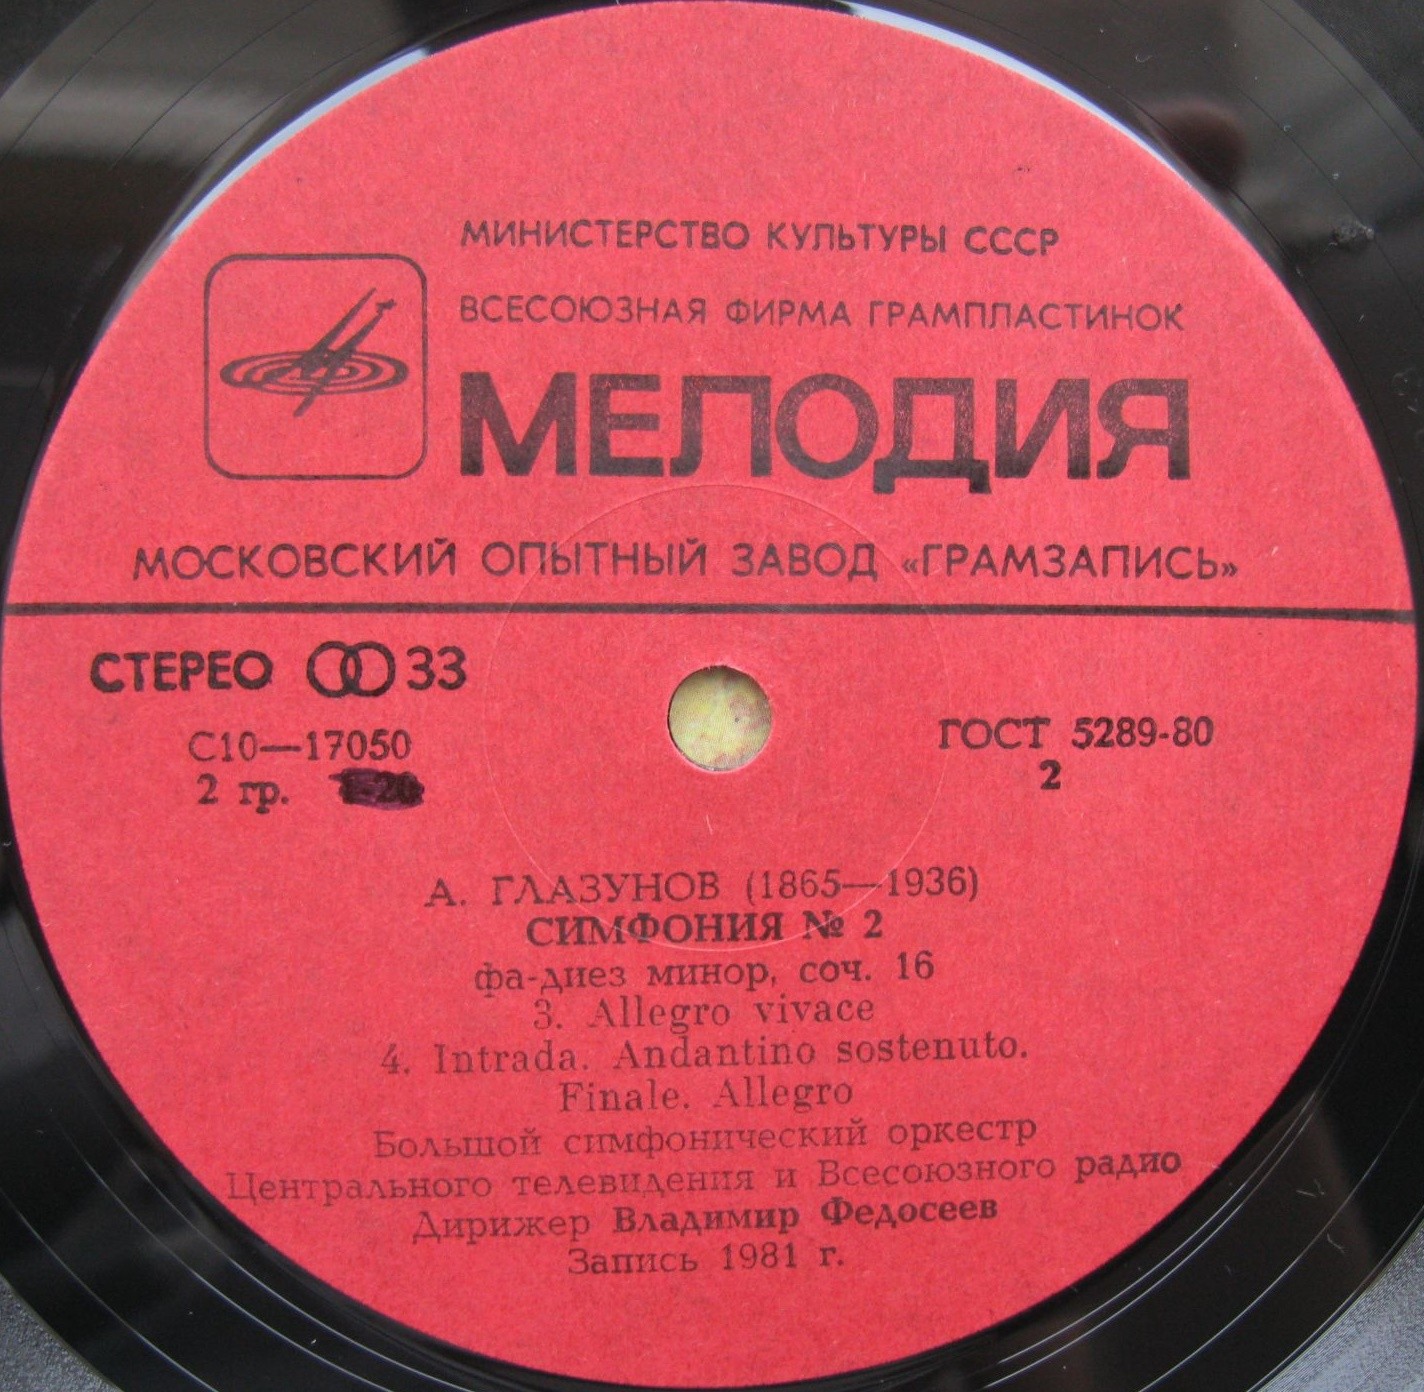 МИНИСТЕРСТВО КУЛЬТУРЫ СССР
ВСЕСОЮЗНАЯ ФИРМА ГРАМПЛАСТИНОК
МЕЛОДИЯ
МОСКОВСКИЙ ОПЫТНЫЙ ЗАВОД «ГРАМЗАПИСЬ»
СТЕРЕО 33
С10—17050
2 гр.
ГОСТ 5289-80
2
А. ГЛАЗУНОВ (1865—1936)
СИМФОНИЯ № 2
фа-диез минор, соч. 16
3. Allegro vivace
4. Intrada. Andantino sostenuto.
Finale. Allegro
Большой симфонический оркестр
Центрального телевидения и Всесоюзного радио
Дирижер Владимир Федосеев
Запись 1981 г.